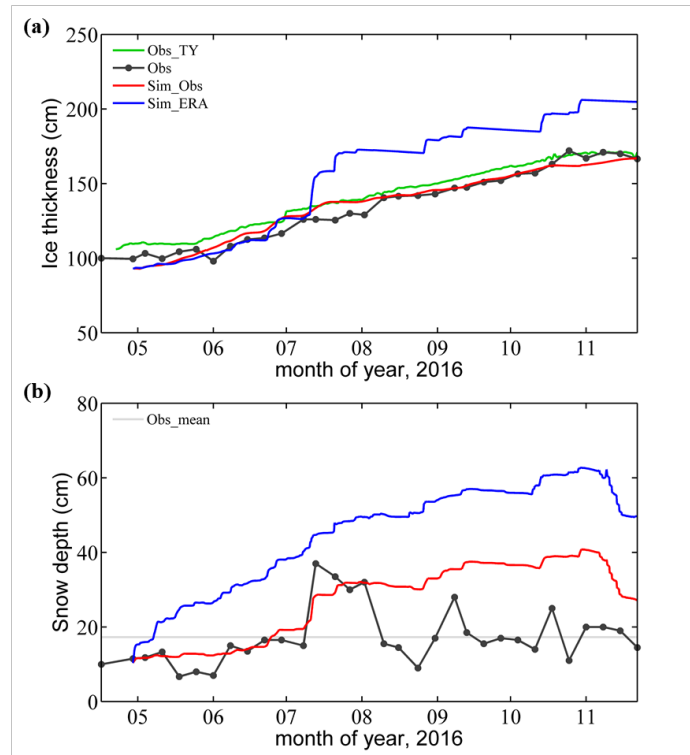 (a)
250
200
150
100
50
Ice thickness (cm)
Obs_TY
Obs
Sim_Obs
Sim_ERA
05 06 07 08 09 10 11
month of year, 2016
(b)
80
60
40
20
0
Snow depth (cm)
Obs_mean
05 06 07 08 09 10 11
month of year, 2016